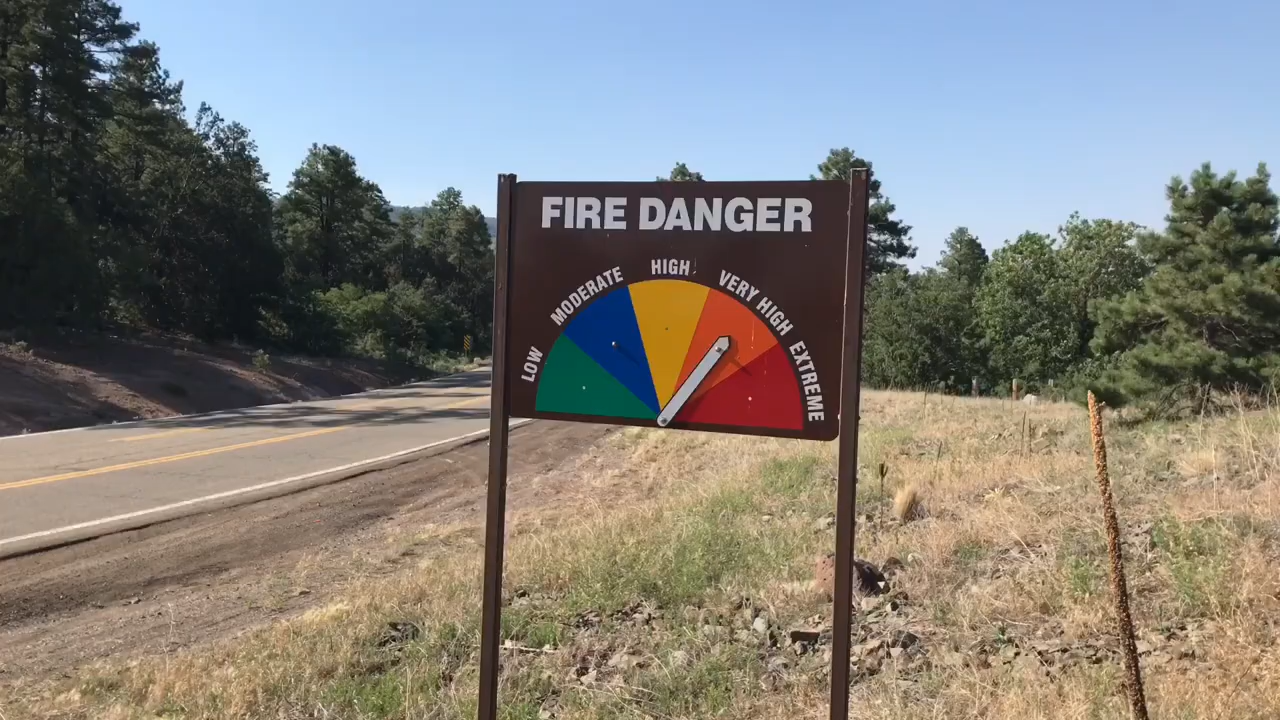 FIRE DANGER
LOW
MODERATE
HIGH
VERY HIGH
EXTREME